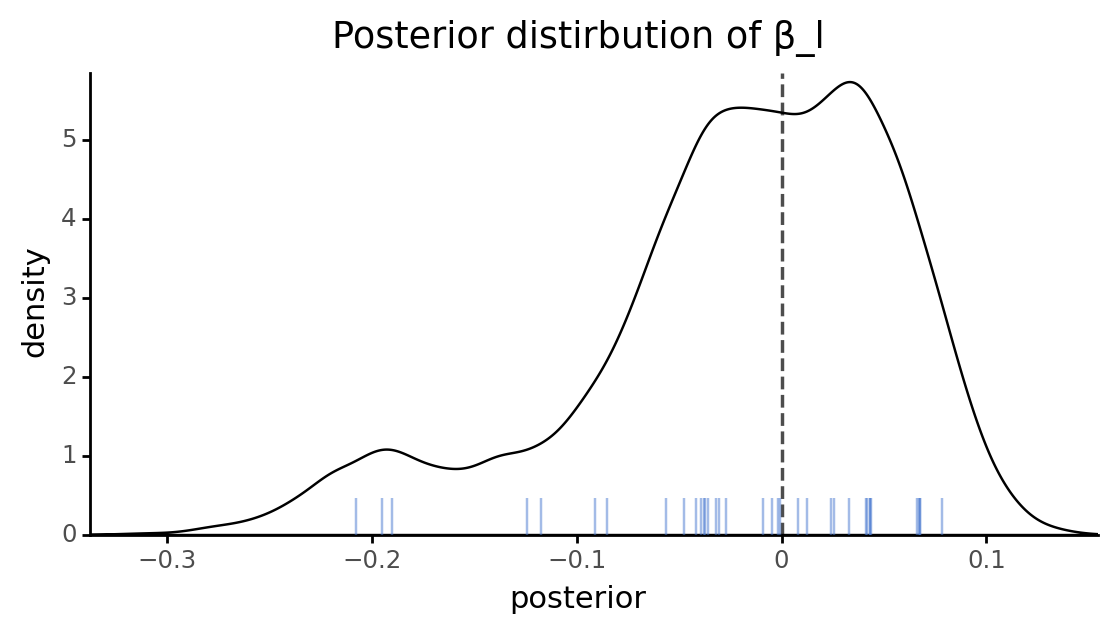 Posterior distirbution of β_l
density
5
4
3
2
1
0
−0.3 −0.2 −0.1 0 0.1
posterior